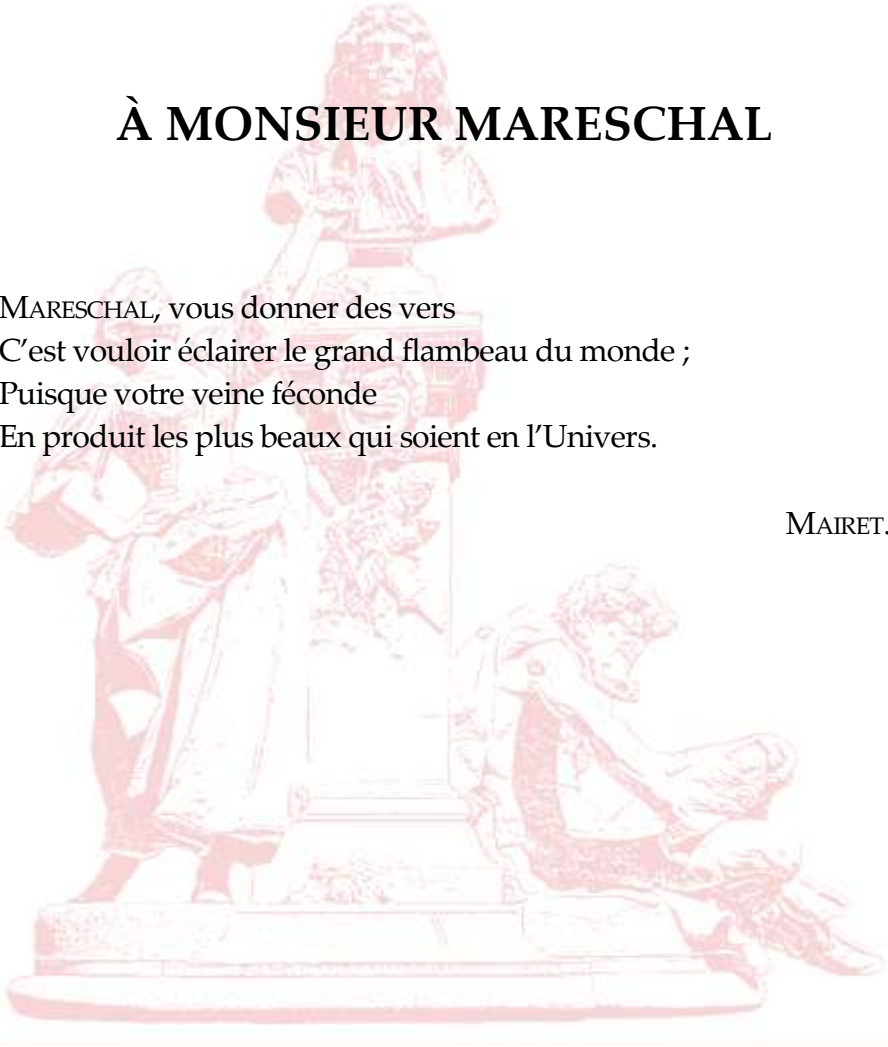 À MONSIEUR MARESCHAL
MARESCHAL, vous donner des vers
C’est vouloir éclairer le grand flambeau du monde ;
Puisque votre veine féconde
En produit les plus beaux qui soient en l’Univers.
MAIRET.